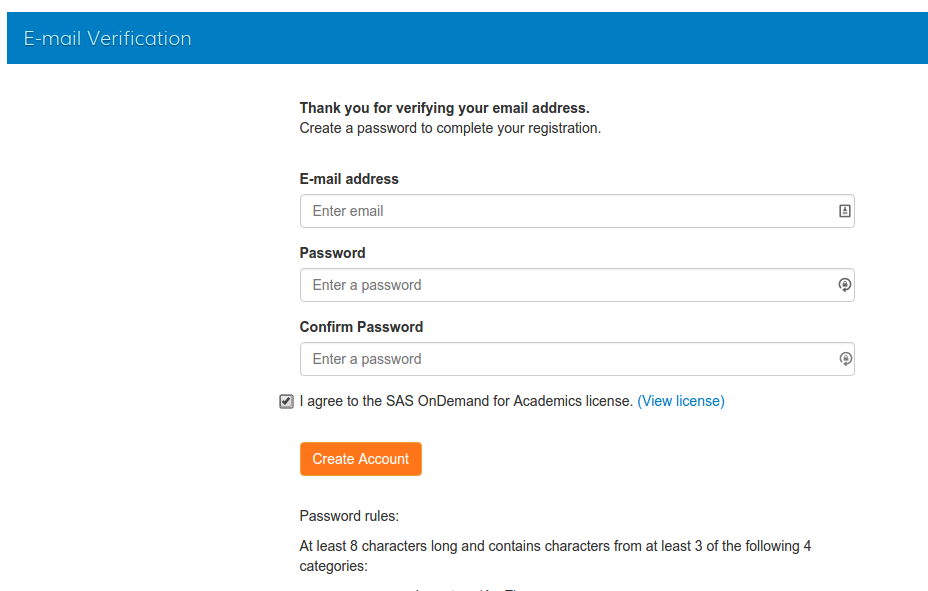 E-mail Verification
Thank you for verifying your email address.
Create a password to complete your registration.
E-mail address
Enter email
Password
Enter a password
Confirm Password
Enter a password
I agree to the SAS OnDemand for Academics license. (View license)
Create Account
Password rules:
At least 8 characters long and contains characters from at least 3 of the following 4
categories: